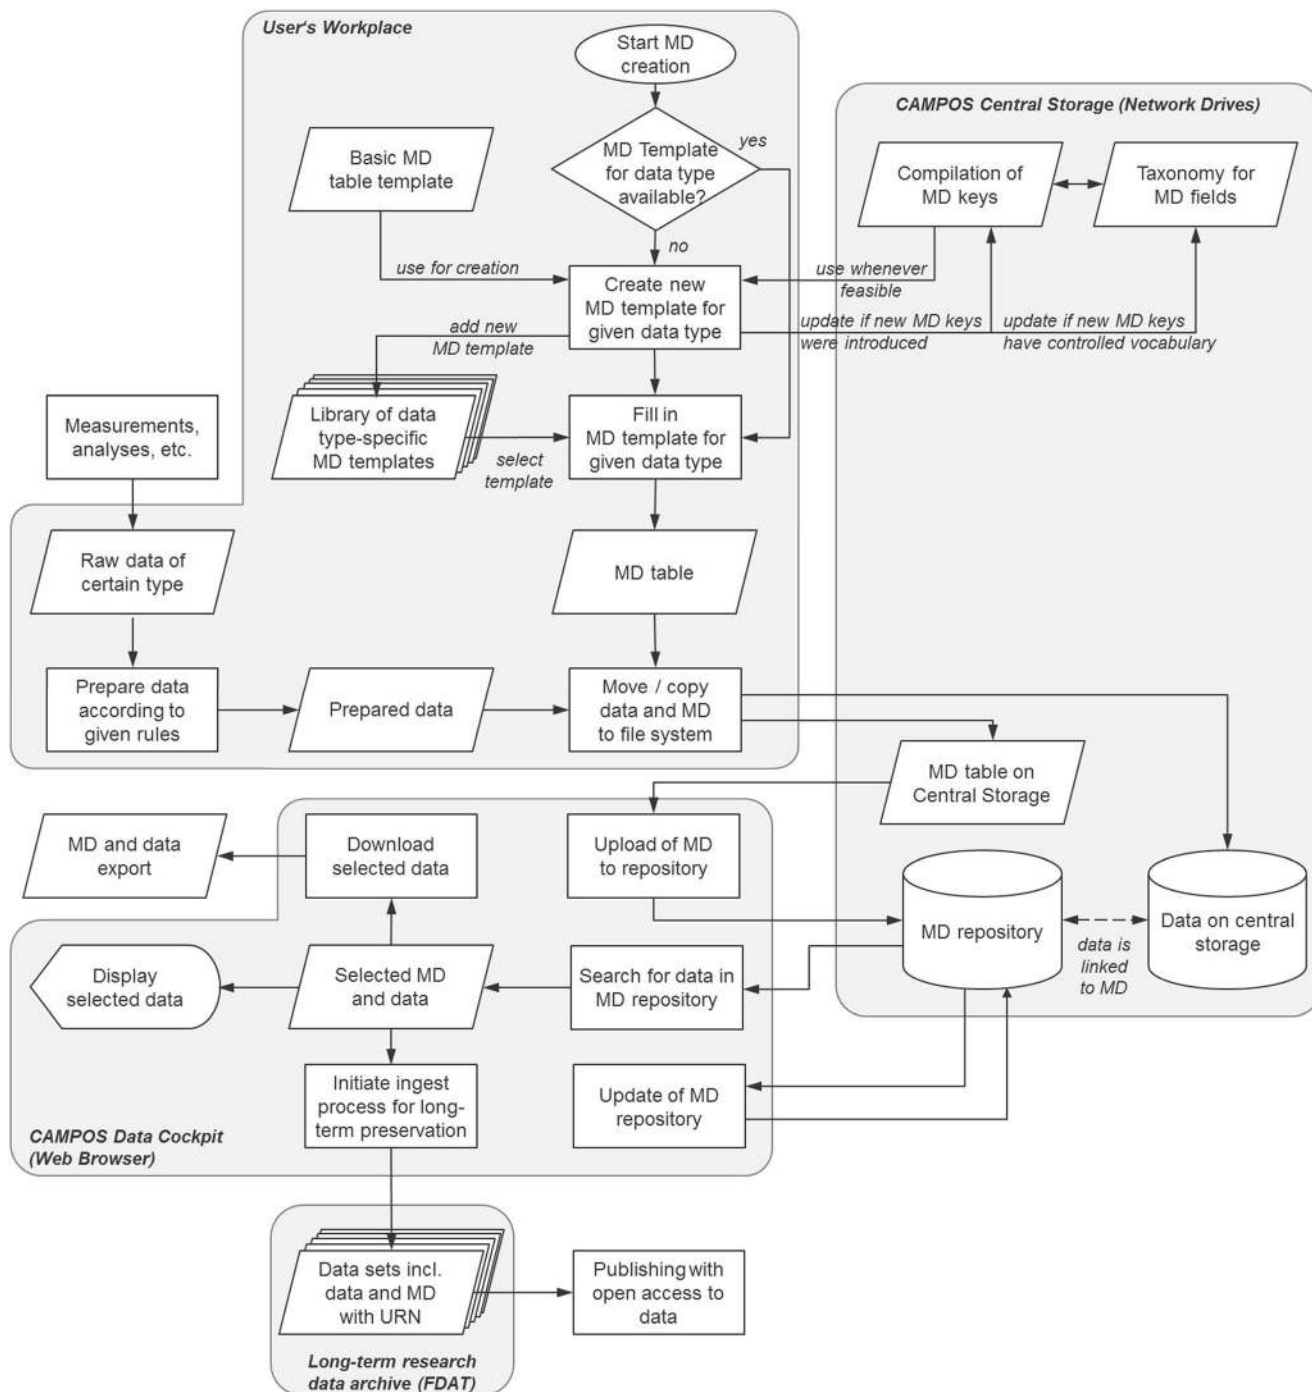 User's Workplace
Start MD
creation
CAMPOS Central Storage (Network Drives)
Basic MD
table template
MD Template
for data type
available?
yes
no
Compilation of
MD keys
Taxonomy for
MD fields
use for creation
Create new
MD template for
given data type
use whenever
feasible
add new
MD template
update if new MD keys
were introduced
update if new MD keys
have controlled vocabulary
Measurements,
analyses, etc.
Library of data
type-specific
MD templates
select
template
Fill in
MD template for
given data type
Raw data of
certain type
MD table
Prepare data
according to
given rules
Prepared data
Move / copy
data and MD
to file system
MD table on
Central Storage
MD and data
export
Download
selected data
Upload of MD
to repository
MD repository
data is
linked
to MD
Data on central
storage
Display
selected data
Selected MD
and data
Search for data in
MD repository
Initiate ingest
process for long-
term preservation
Update of MD
repository
CAMPOS Data Cockpit
(Web Browser)
Data sets incl.
data and MD
with URN
Publishing with
open access to
data
Long-term research
data archive (FDAT)